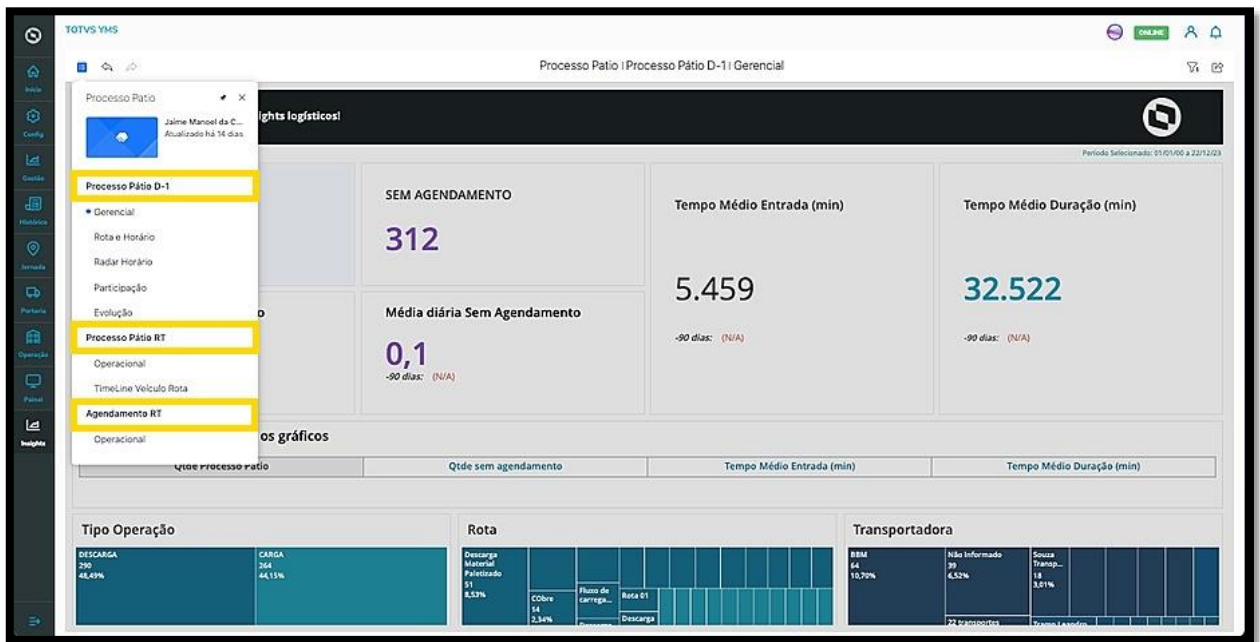 TOTVS YMS
ONLINE
Processo Patio | Processo Pátio D-1 | Gerencial
Início
Config
Gestão
Histórico
Jornada
Portaria
Operação
Painel
Insights
Processo Patio
Jaime Manoel da C...
Atualizado há 14 dias
Processo Pátio D-1
Gerencial
Rota e Horário
Radar Horário
Participação
Evolução
Processo Pátio RT
Operacional
TimeLine Veículo Rota
Agendamento RT
Operacional
ights logísticos!
Período Selecionado: 01/01/00 a 22/12/23
SEM AGENDAMENTO
312
Média diária Sem Agendamento
0,1
-90 dias: (N/A)
Tempo Médio Entrada (min)
5.459
-90 dias: (N/A)
Tempo Médio Duração (min)
32.522
-90 dias: (N/A)
o
os gráficos
Qtde Processo Patio
Qtde sem agendamento
Tempo Médio Entrada (min)
Tempo Médio Duração (min)
Tipo Operação
DESCARGA
290
48,49%
CARGA
264
44,15%
Rota
Descarga
Material
Paletizado
51
8,53%
CObre
14
2,34%
Fluxo de
carrega...
Rota 01
Descarga
Transportadora
BBM
64
10,70%
Não Informado
39
6,52%
Souza
Transp...
18
3,01%
22 transportes
Transp Leandro